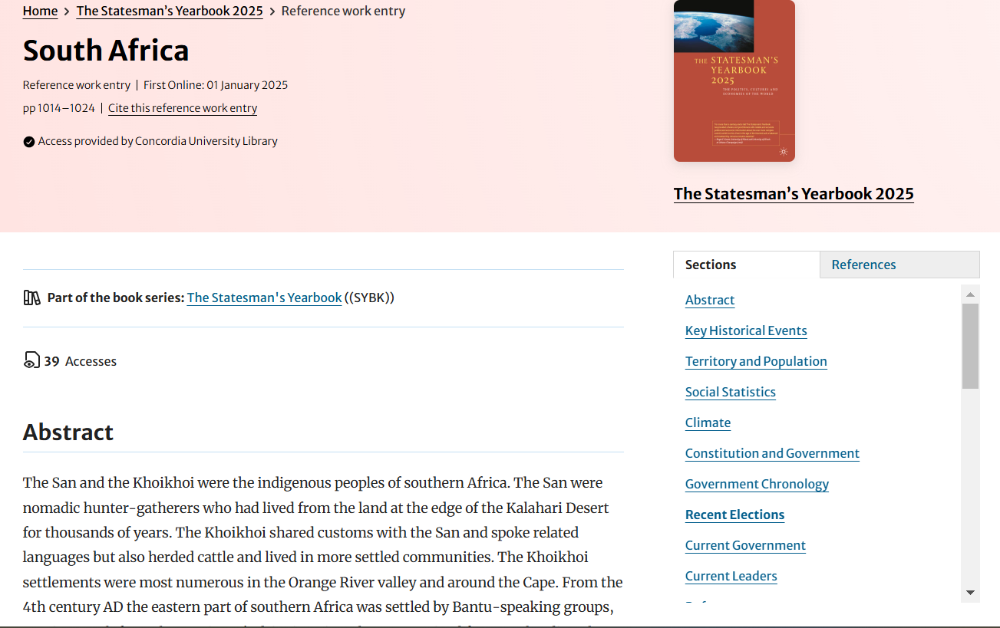 Home > The Statesman’s Yearbook 2025 > Reference work entry
South Africa
Reference work entry | First Online: 01 January 2025
pp 1014–1024 | Cite this reference work entry
Access provided by Concordia University Library
THE STATESMAN'S
YEARBOOK
2025
THE POLITICS, CULTURES AND
ECONOMIES OF THE WORLD
The Statesman’s Yearbook 2025
Part of the book series: The Statesman's Yearbook ((SYBK))
39 Accesses
Abstract
The San and the Khoikhoi were the indigenous peoples of southern Africa. The San were
nomadic hunter-gatherers who had lived from the land at the edge of the Kalahari Desert
for thousands of years. The Khoikhoi shared customs with the San and spoke related
languages but also herded cattle and lived in more settled communities. The Khoikhoi
settlements were most numerous in the Orange River valley and around the Cape. From the
4th century AD the eastern part of southern Africa was settled by Bantu-speaking groups,
Sections
References
Abstract
Key Historical Events
Territory and Population
Social Statistics
Climate
Constitution and Government
Government Chronology
Recent Elections
Current Government
Current Leaders